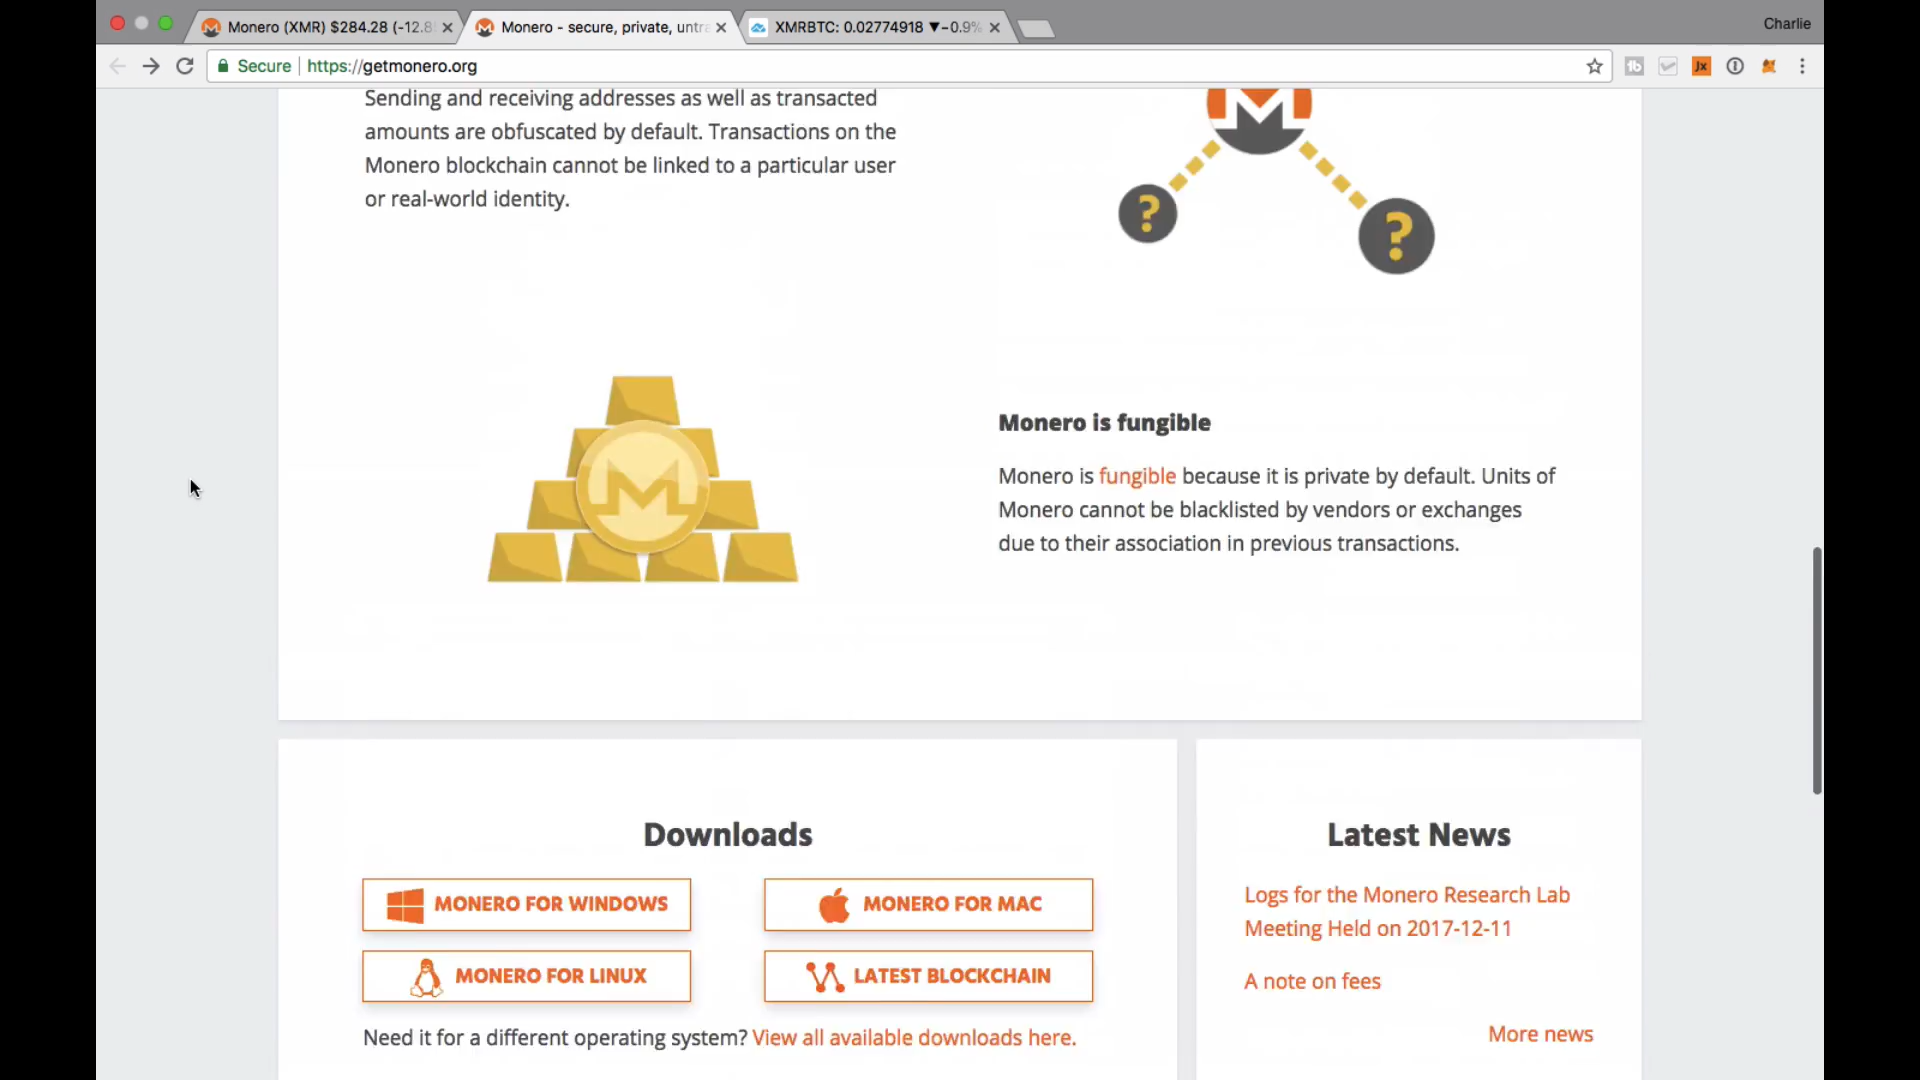 Monero (XMR) $284.28 (-12.8
Monero - secure, private, untra
XMRBTC: 0.02774918 ▼−0.9%
Charlie
Secure
https://getmonero.org
Sending and receiving addresses as well as transacted
amounts are obfuscated by default. Transactions on the
Monero blockchain cannot be linked to a particular user
or real-world identity.
?
?
Monero is fungible
Monero is fungible because it is private by default. Units of
Monero cannot be blacklisted by vendors or exchanges
due to their association in previous transactions.
Downloads
MONERO FOR WINDOWS
MONERO FOR MAC
MONERO FOR LINUX
LATEST BLOCKCHAIN
Need it for a different operating system? View all available downloads here.
Latest News
Logs for the Monero Research Lab
Meeting Held on 2017-12-11
A note on fees
More news